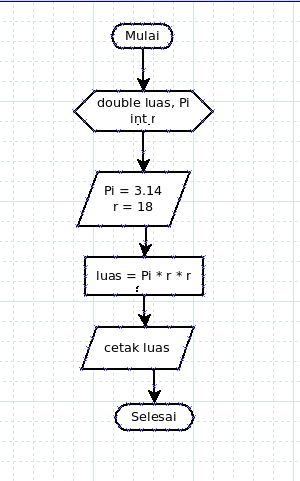 Mulai
double luas, Pi
int r
Pi = 3.14
r = 18
luas = Pi * r * r
cetak luas
Selesai